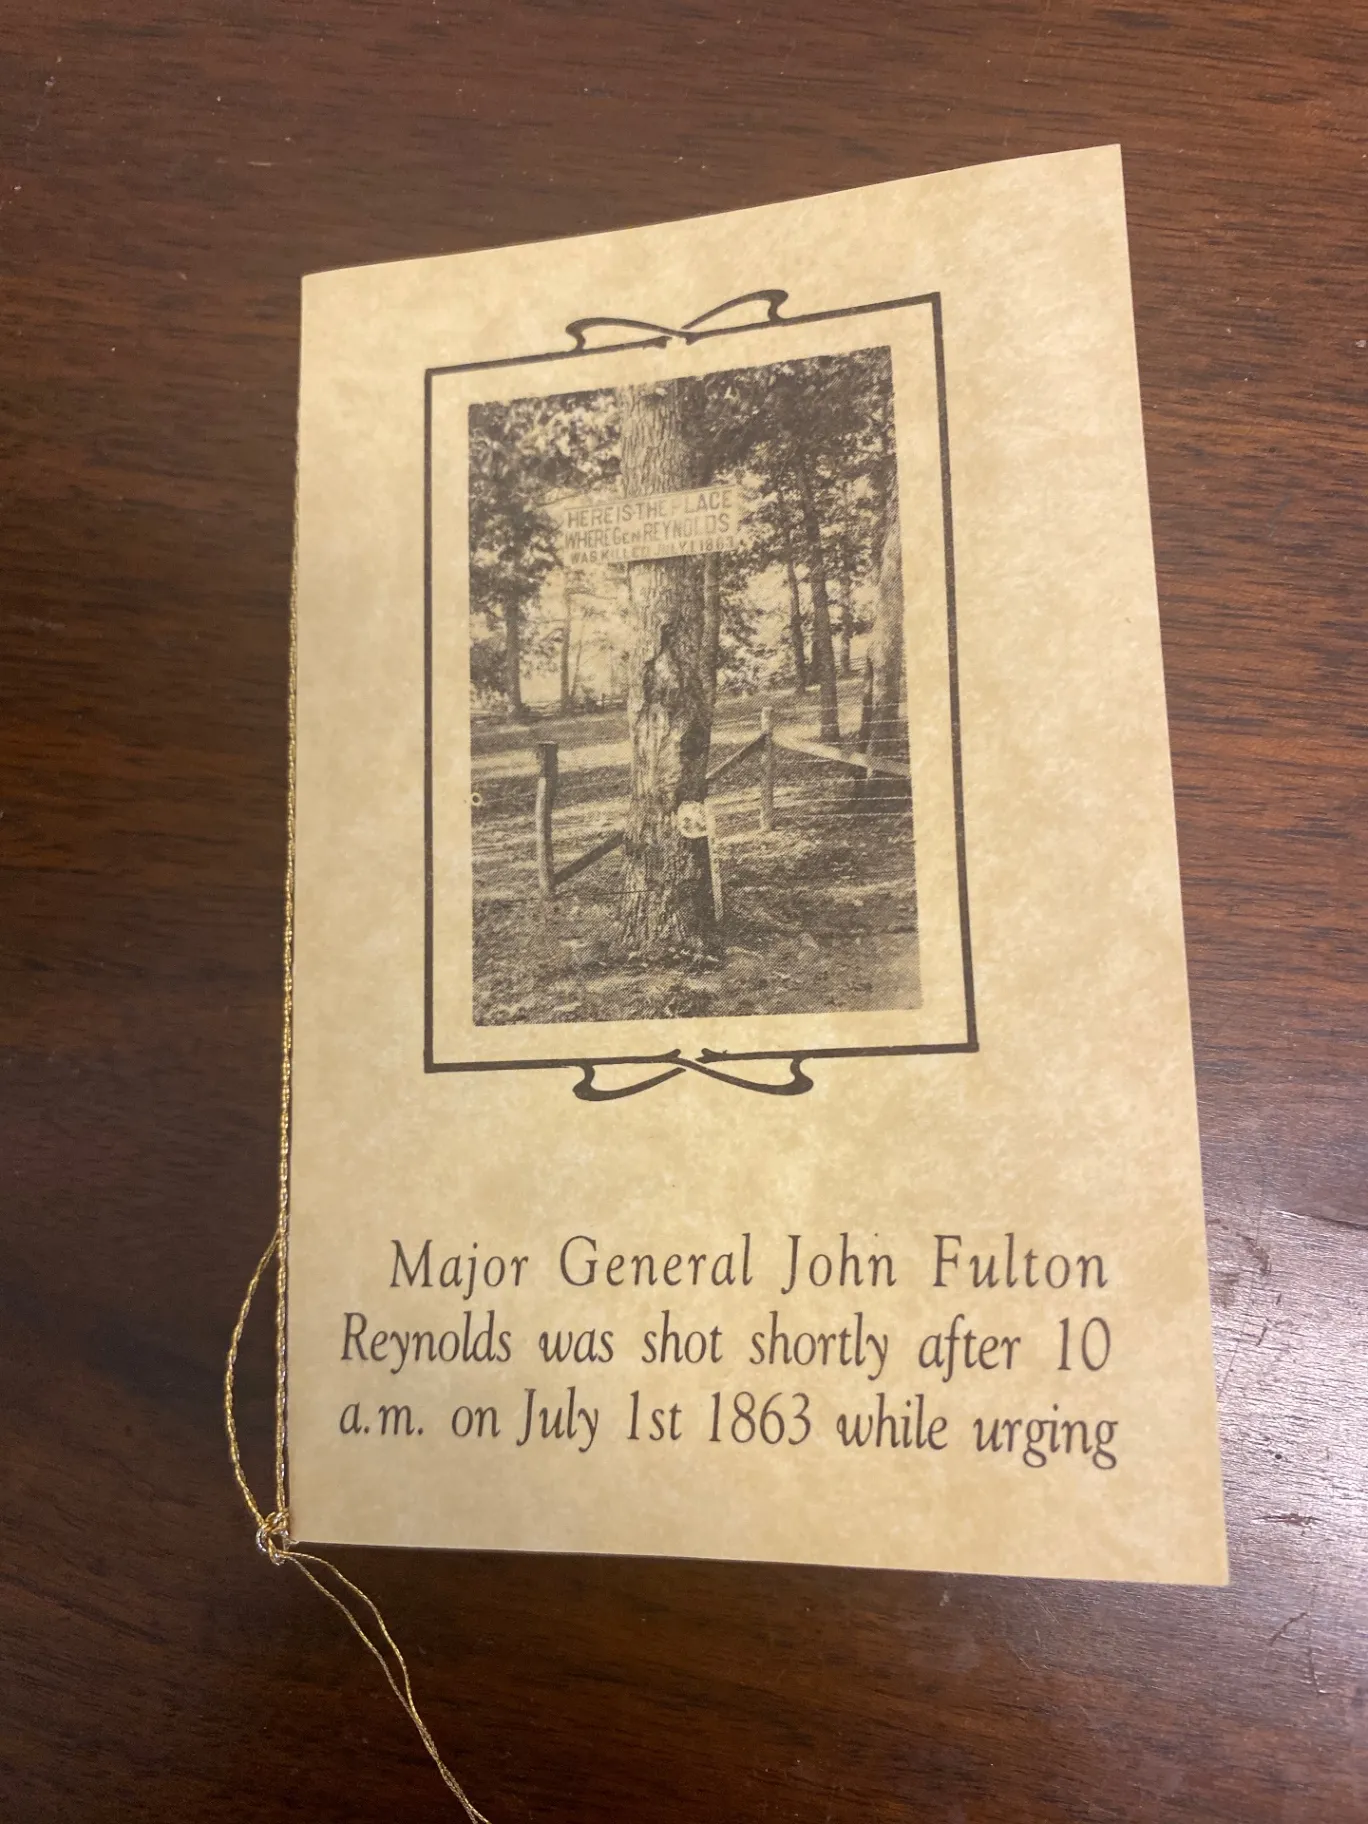 HERE IS THE PLACE
WHERE GEN. REYNOLDS
WAS KILLED JULY 1 1863
Major General John Fulton
Reynolds was shot shortly after 10
a.m. on July 1st 1863 while urging